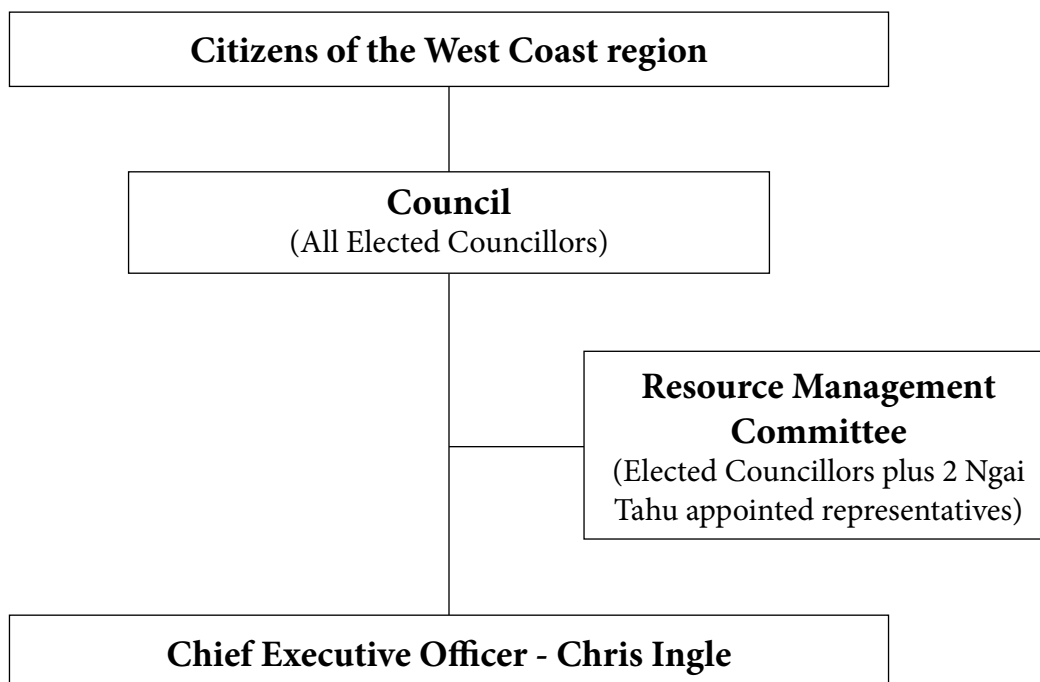 Citizens of the West Coast region
Council
(All Elected Councillors)
Resource Management
Committee
(Elected Councillors plus 2 Ngai
Tahu appointed representatives)
Chief Executive Officer - Chris Ingle